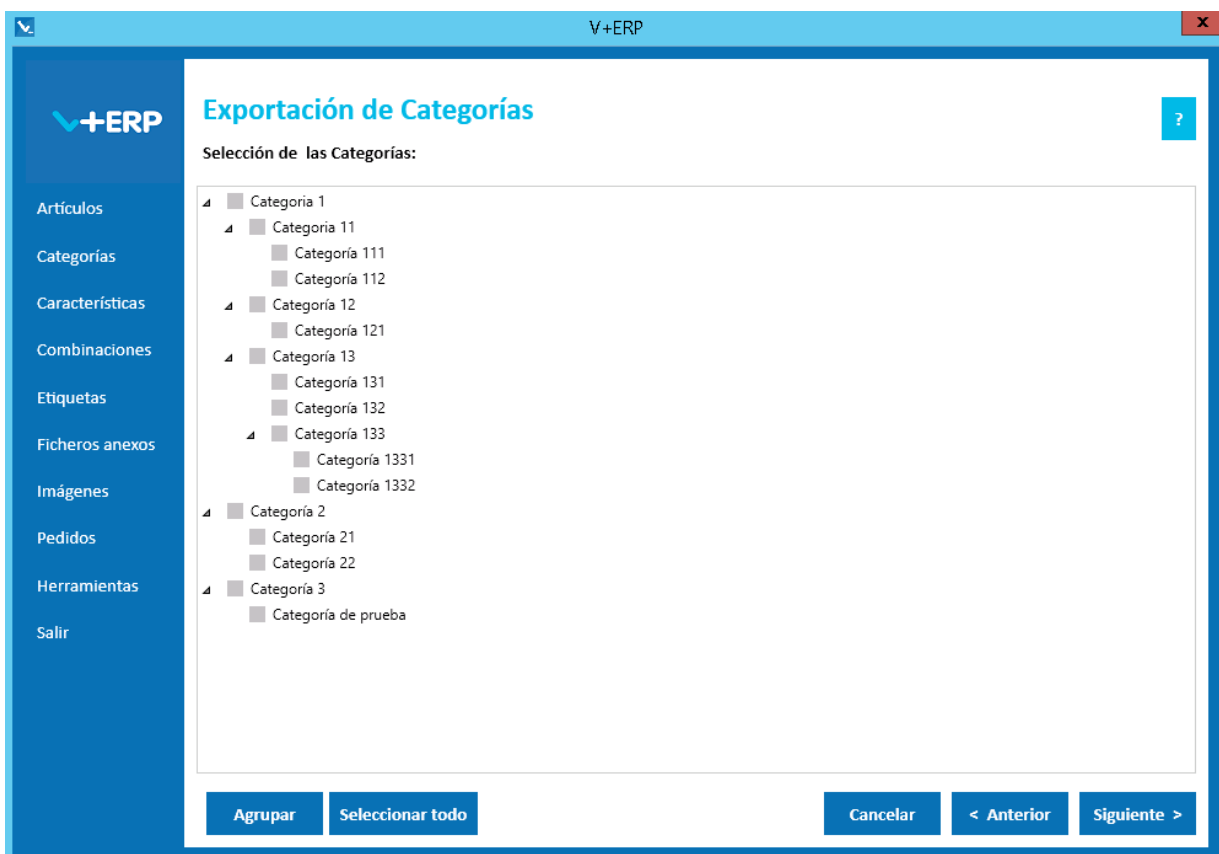 V+ERP
V+ERP
Exportación de Categorías
?
Selección de las Categorías:
Artículos
Categorías
Características
Combinaciones
Etiquetas
Ficheros anexos
Imágenes
Pedidos
Herramientas
Salir
Categoria 1
Categoria 11
Categoría 111
Categoría 112
Categoría 12
Categoría 121
Categoría 13
Categoría 131
Categoría 132
Categoría 133
Categoría 1331
Categoría 1332
Categoría 2
Categoría 21
Categoría 22
Categoría 3
Categoría de prueba
Agrupar Seleccionar todo Cancelar < Anterior Siguiente >